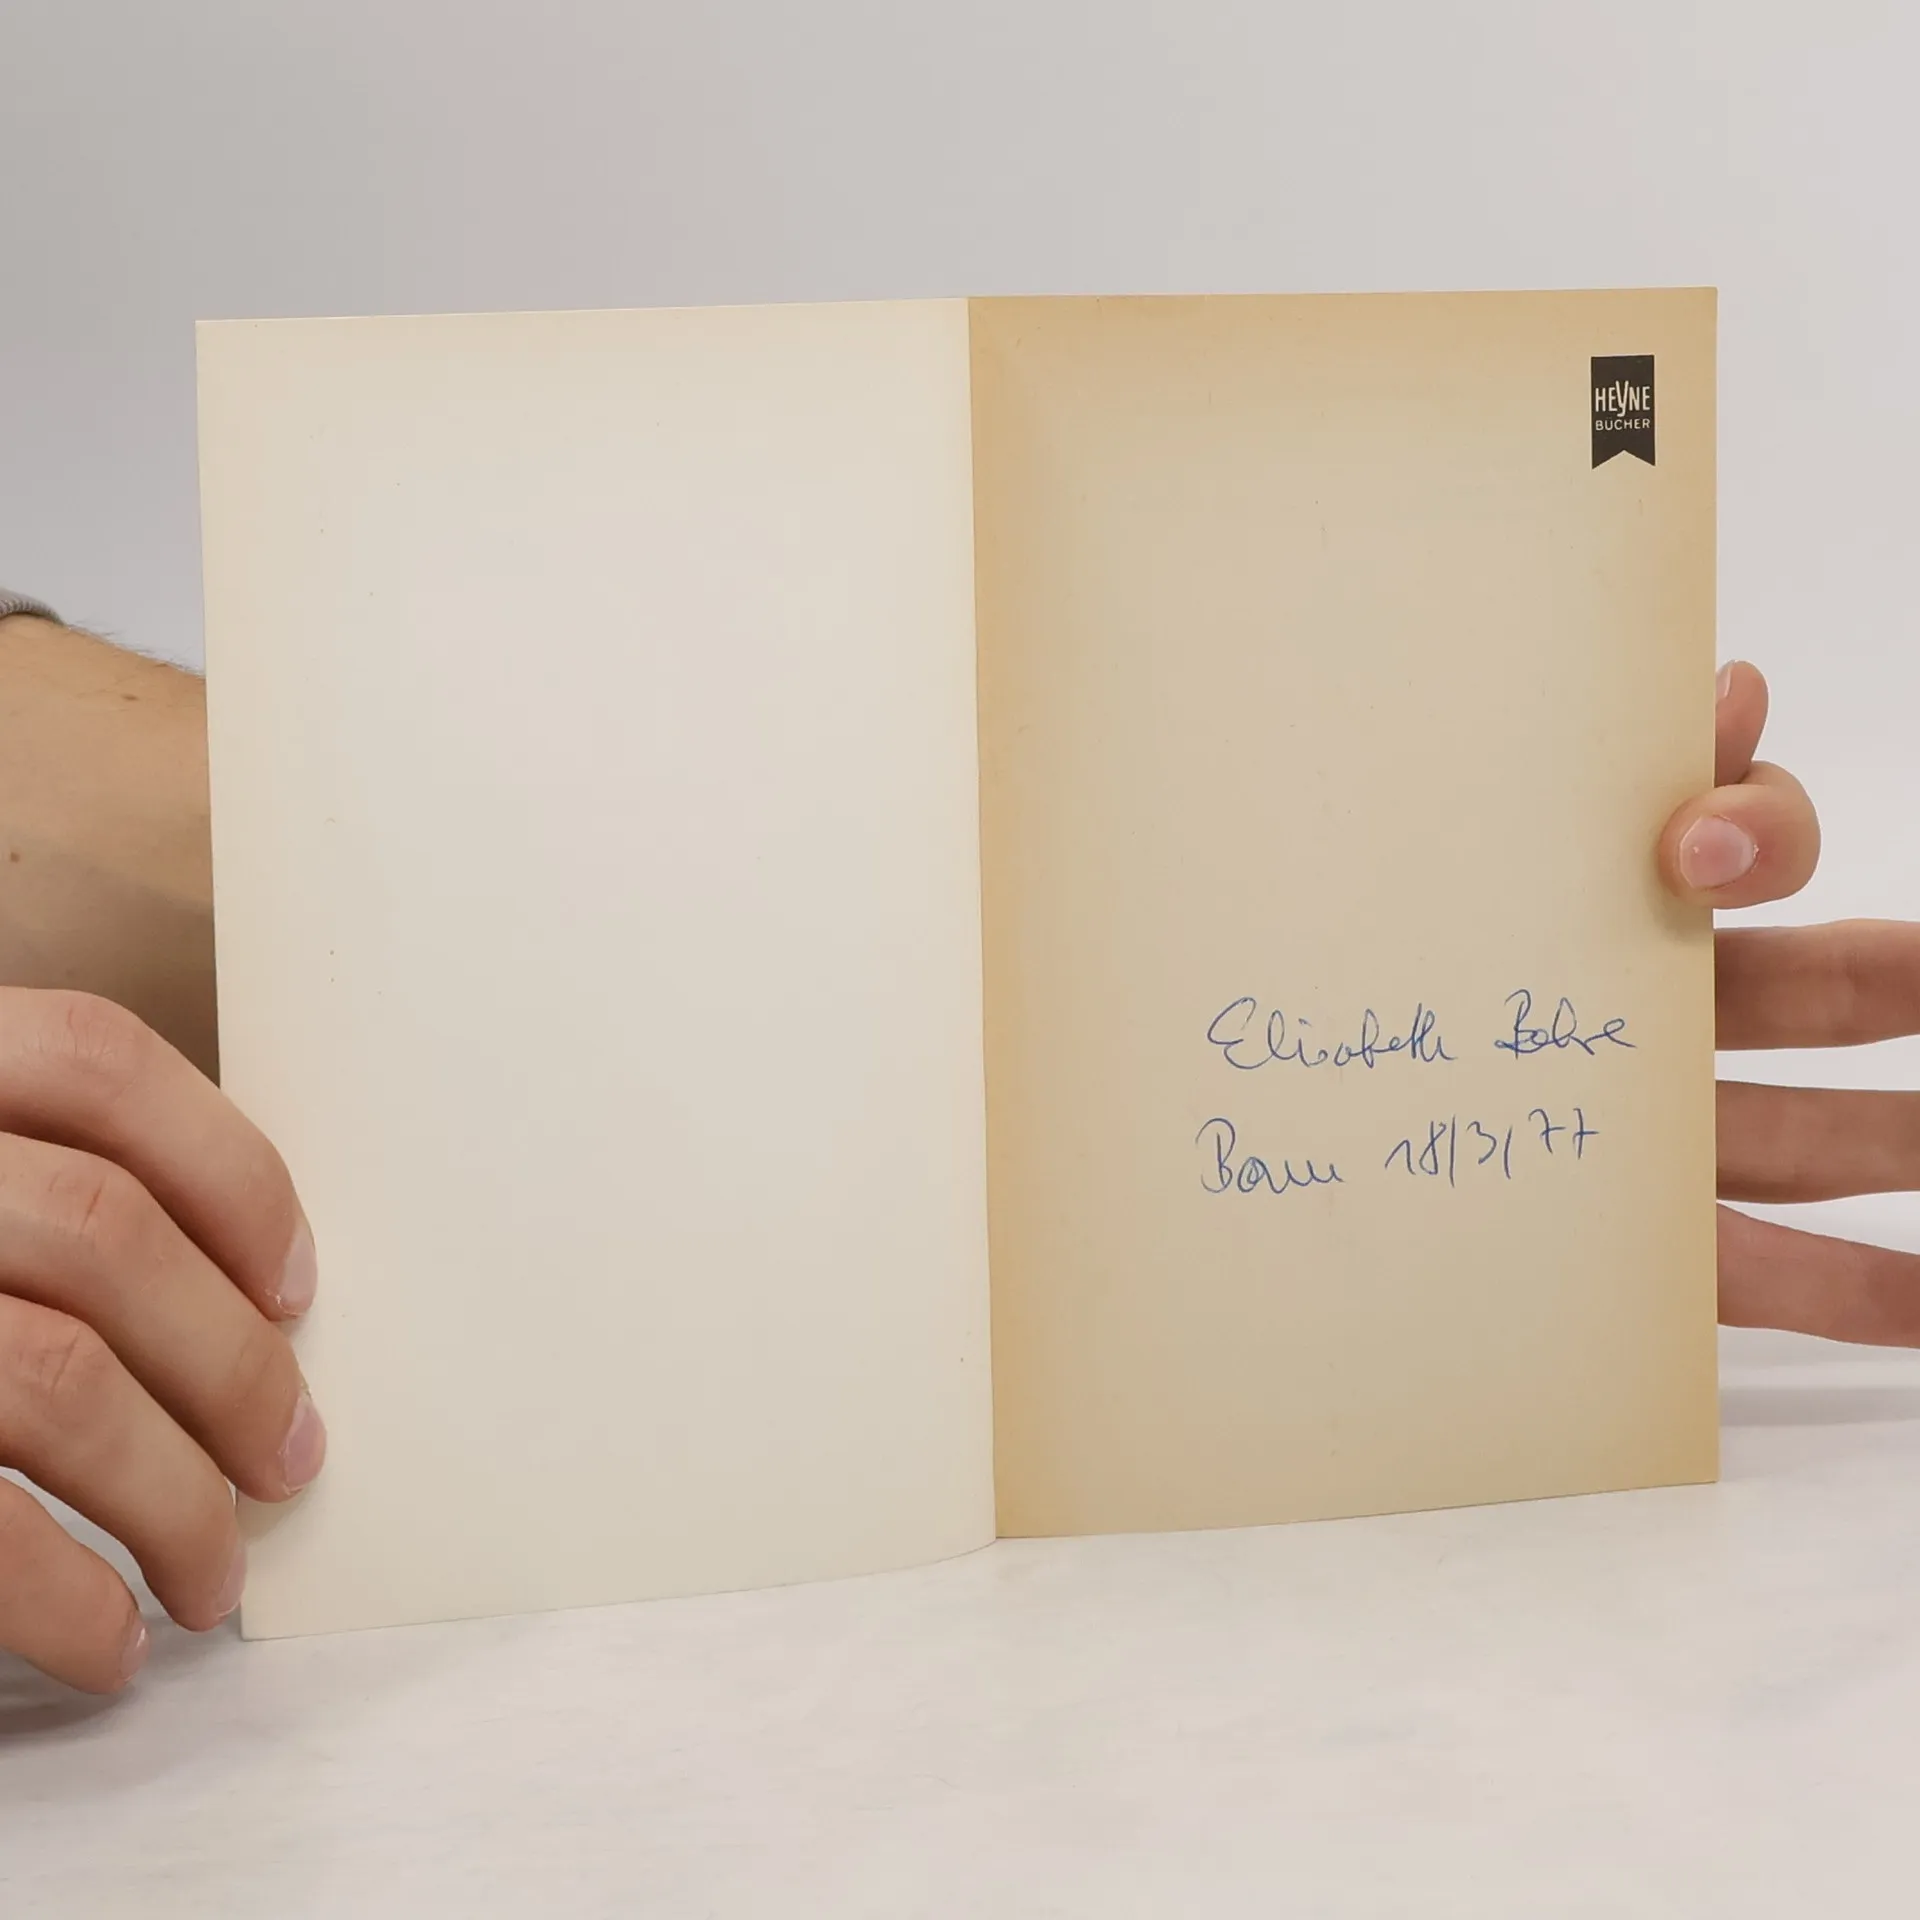 HEYNE
BÜCHER
Elisabeth
Bonn 18/3/77